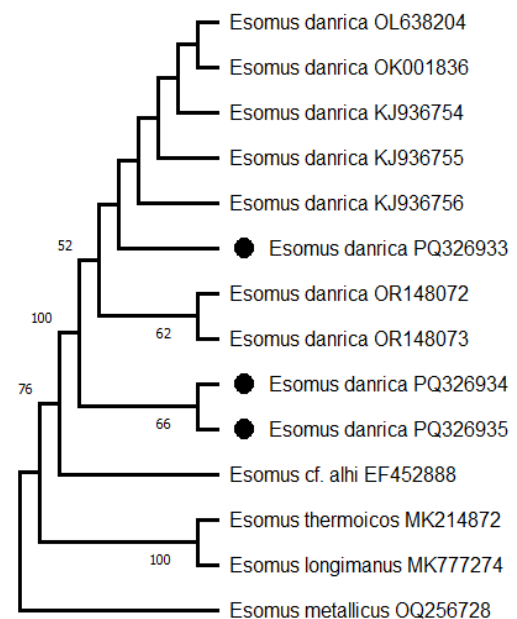 Esomus danrica OL638204
Esomus danrica OK001836
Esomus danrica KJ936754
Esomus danrica KJ936755
Esomus danrica KJ936756
52
Esomus danrica PQ326933
Esomus danrica OR148072
100
62
Esomus danrica OR148073
76
Esomus danrica PQ326934
66
Esomus danrica PQ326935
Esomus cf. alhi EF452888
Esomus thermoicos MK214872
100
Esomus longimanus MK777274
Esomus metallicus OQ256728